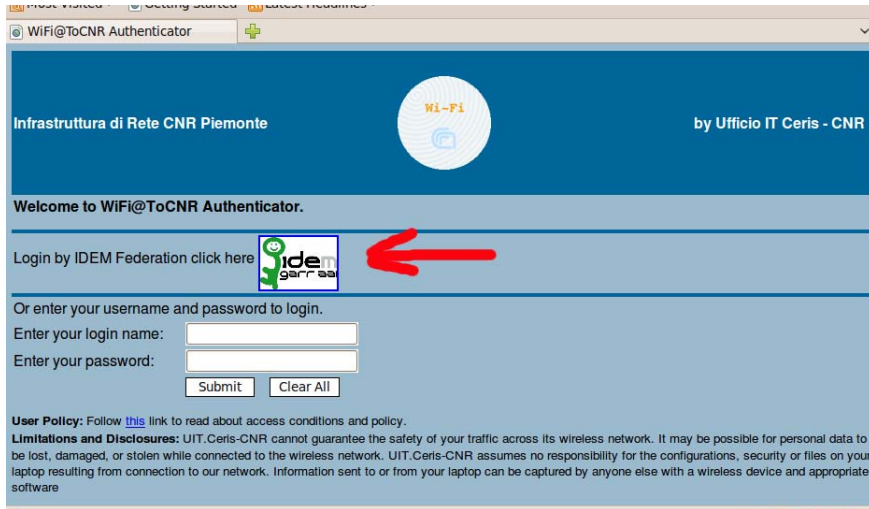 Most Visited Getting Started Latest Headlines
WiFi@ToCNR Authenticator
Wi-Fi
Infrastruttura di Rete CNR Piemonte
by Ufficio IT Ceris - CNR
Welcome to WiFi@ToCNR Authenticator.
Login by IDEM Federation click here
idem
garr aai
Or enter your username and password to login.
Enter your login name:
Enter your password:
Submit Clear All
User Policy: Follow this link to read about access conditions and policy.
Limitations and Disclosures: UIT.Ceris-CNR cannot guarantee the safety of your traffic across its wireless network. It may be possible for personal data to
be lost, damaged, or stolen while connected to the wireless network. UIT.Ceris-CNR assumes no responsibility for the configurations, security or files on your
laptop resulting from connection to our network. Information sent to or from your laptop can be captured by anyone else with a wireless device and appropriate
software